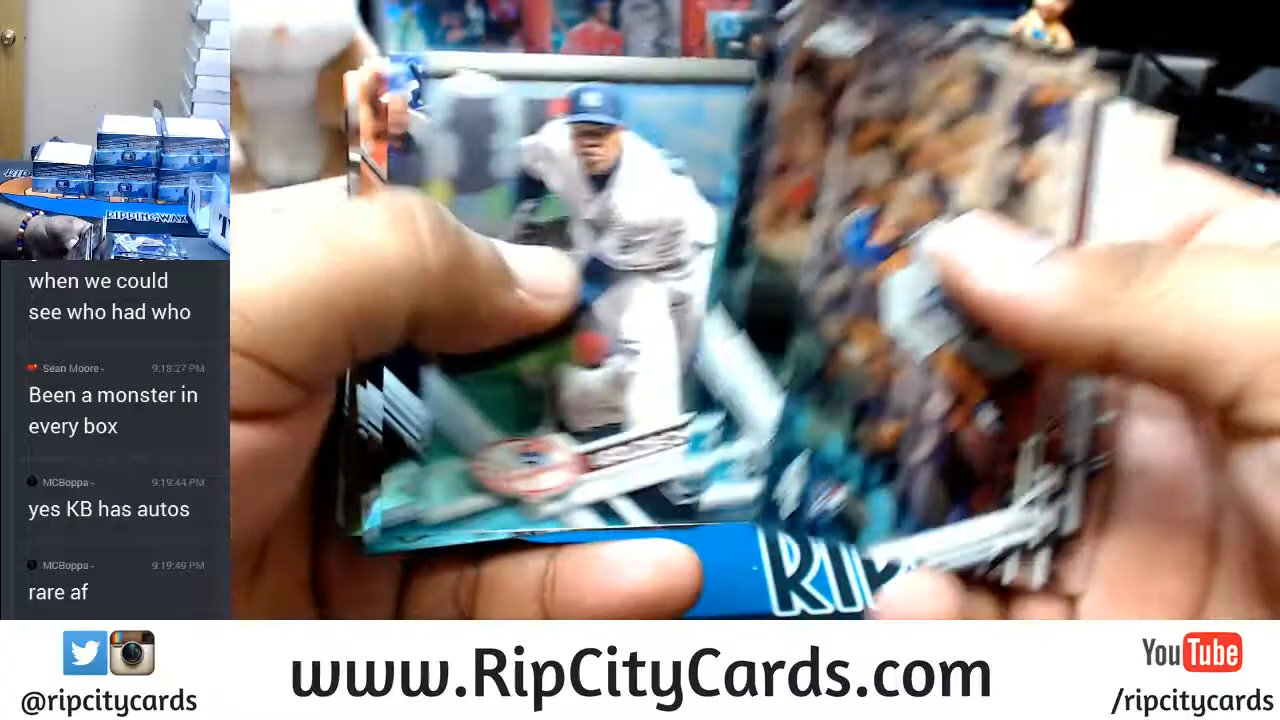 RIPPINGWAX
when we could
see who had who
Sean Moore
9:18:27 PM
Been a monster in
every box
MCBoppa
9:19:44 PM
yes KB has autos
MCBoppa
9:19:49 PM
rare af
RIP
www.RipCityCards.com
@ripcitycards
YouTube
/ripcitycards